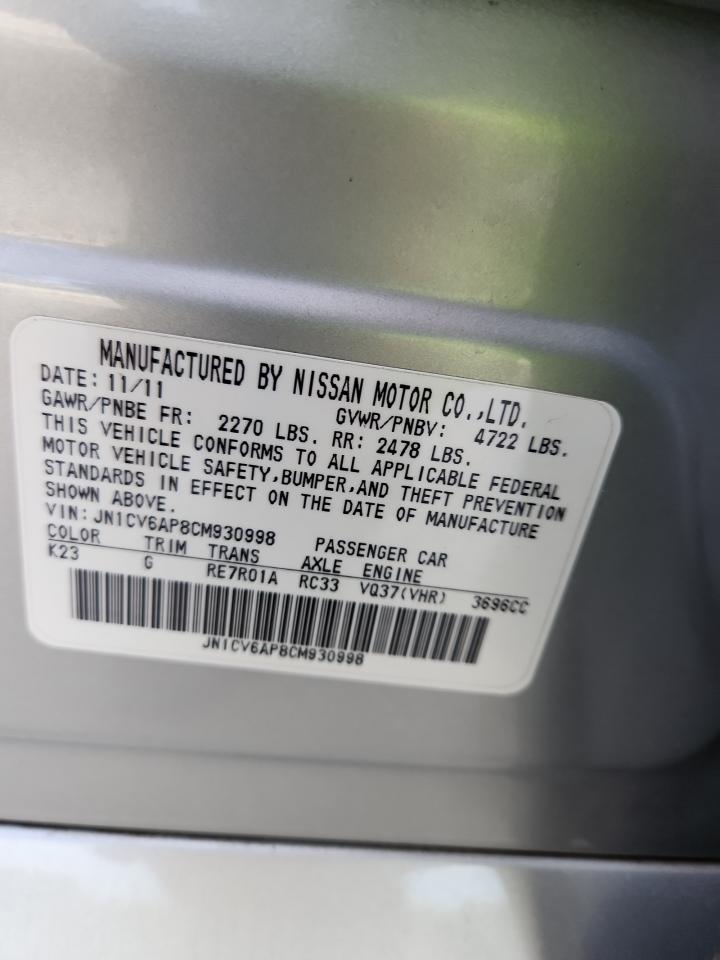 MANUFACTURED BY NISSAN MOTOR CO.,LTD.
DATE: 11/11 GVWR/PNBV: 4722 LBS.
GAWR/PNBE FR: 2270 LBS. RR: 2478 LBS.
THIS VEHICLE CONFORMS TO ALL APPLICABLE FEDERAL
MOTOR VEHICLE SAFETY,BUMPER,AND THEFT PREVENTION
STANDARDS IN EFFECT ON THE DATE OF MANUFACTURE
SHOWN ABOVE.
VIN: JN1CV6AP8CM930998 PASSENGER CAR
COLOR TRIM TRANS AXLE ENGINE
K23 G RE7R01A RC33 VQ37(VHR) 3696CC
JN1CV6AP8CM930998